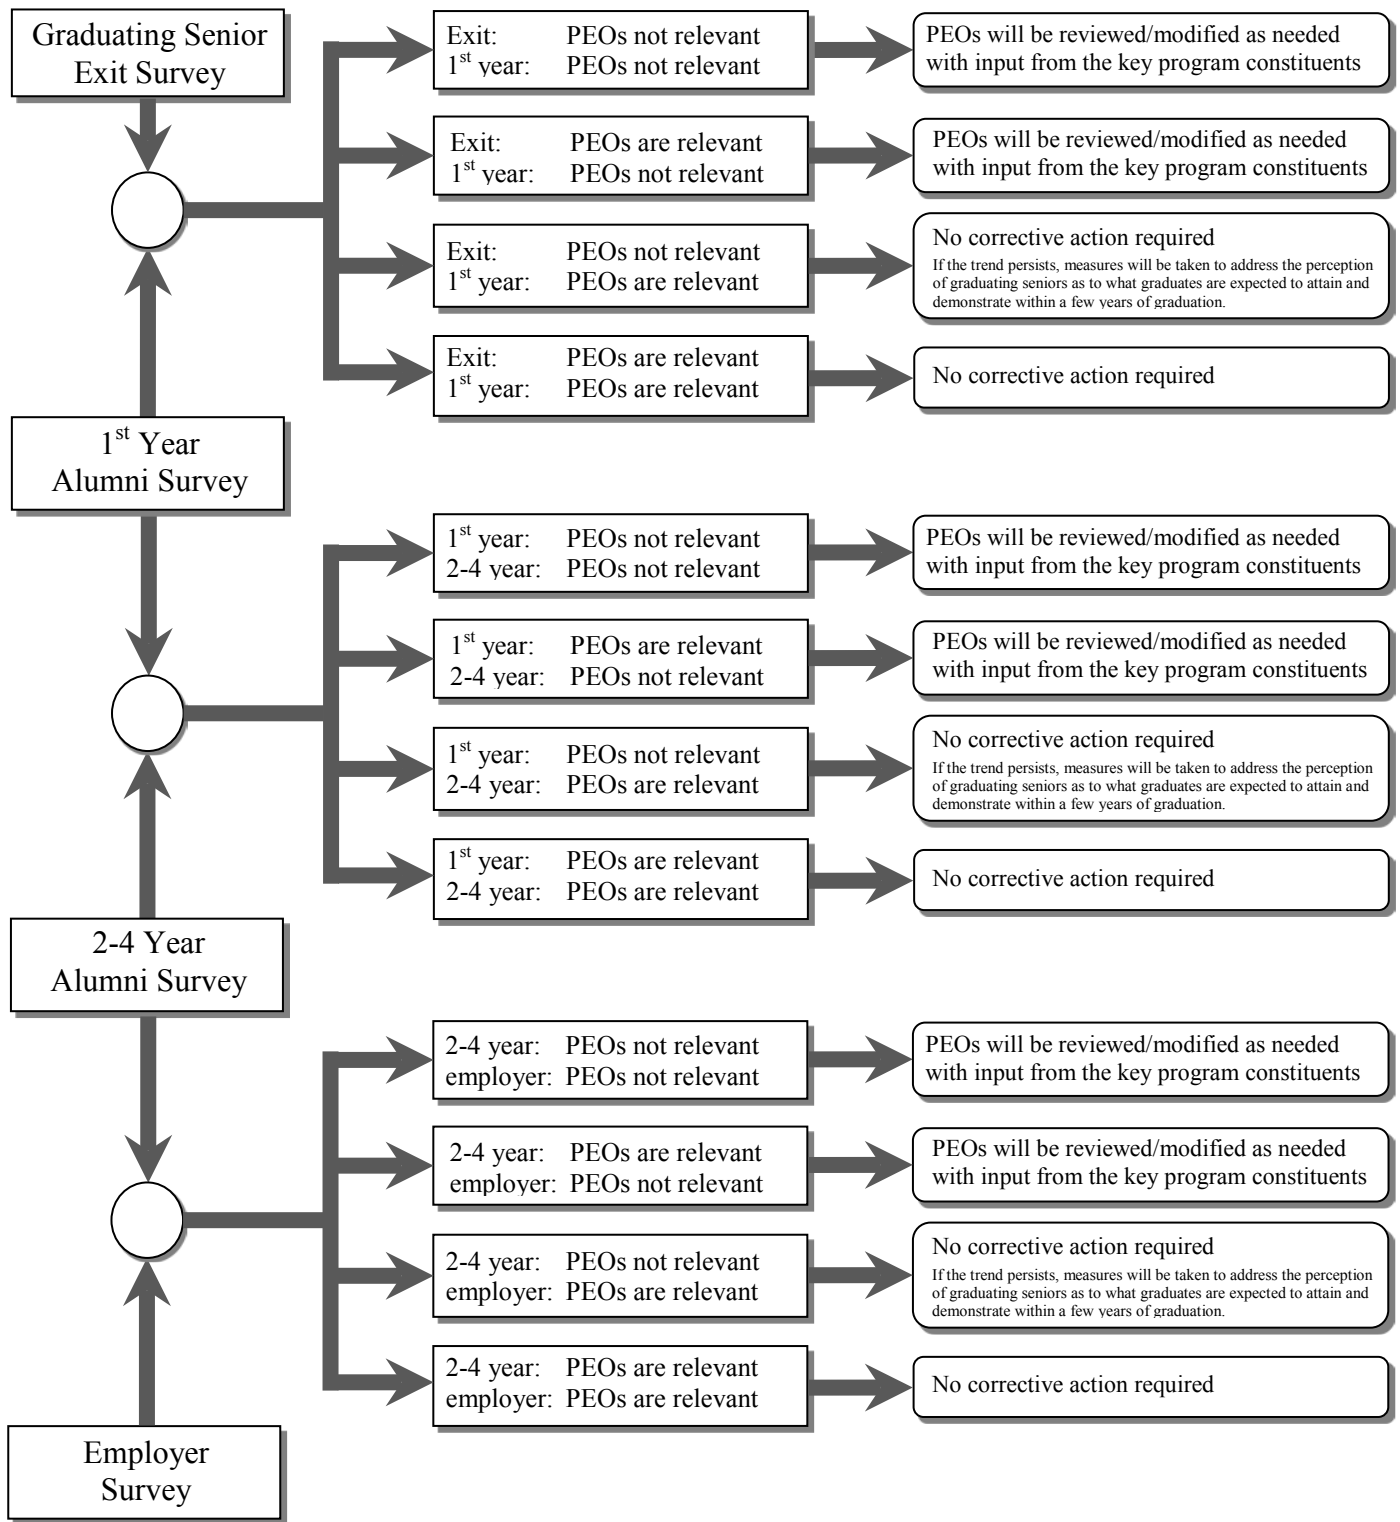 Graduating Senior
Exit Survey
Exit: PEOs not relevant
1st year: PEOs not relevant
PEOs will be reviewed/modified as needed
with input from the key program constituents
Exit: PEOs are relevant
1st year: PEOs not relevant
PEOs will be reviewed/modified as needed
with input from the key program constituents
Exit: PEOs not relevant
1st year: PEOs are relevant
No corrective action required
If the trend persists, measures will be taken to address the perception
of graduating seniors as to what graduates are expected to attain and
demonstrate within a few years of graduation.
Exit: PEOs are relevant
1st year: PEOs are relevant
No corrective action required
1st Year
Alumni Survey
1st year: PEOs not relevant
2-4 year: PEOs not relevant
PEOs will be reviewed/modified as needed
with input from the key program constituents
1st year: PEOs are relevant
2-4 year: PEOs not relevant
PEOs will be reviewed/modified as needed
with input from the key program constituents
1st year: PEOs not relevant
2-4 year: PEOs are relevant
No corrective action required
If the trend persists, measures will be taken to address the perception
of graduating seniors as to what graduates are expected to attain and
demonstrate within a few years of graduation.
1st year: PEOs are relevant
2-4 year: PEOs are relevant
No corrective action required
2-4 Year
Alumni Survey
2-4 year: PEOs not relevant
employer: PEOs not relevant
PEOs will be reviewed/modified as needed
with input from the key program constituents
2-4 year: PEOs are relevant
employer: PEOs not relevant
PEOs will be reviewed/modified as needed
with input from the key program constituents
2-4 year: PEOs not relevant
employer: PEOs are relevant
No corrective action required
If the trend persists, measures will be taken to address the perception
of graduating seniors as to what graduates are expected to attain and
demonstrate within a few years of graduation.
2-4 year: PEOs are relevant
employer: PEOs are relevant
No corrective action required
Employer
Survey